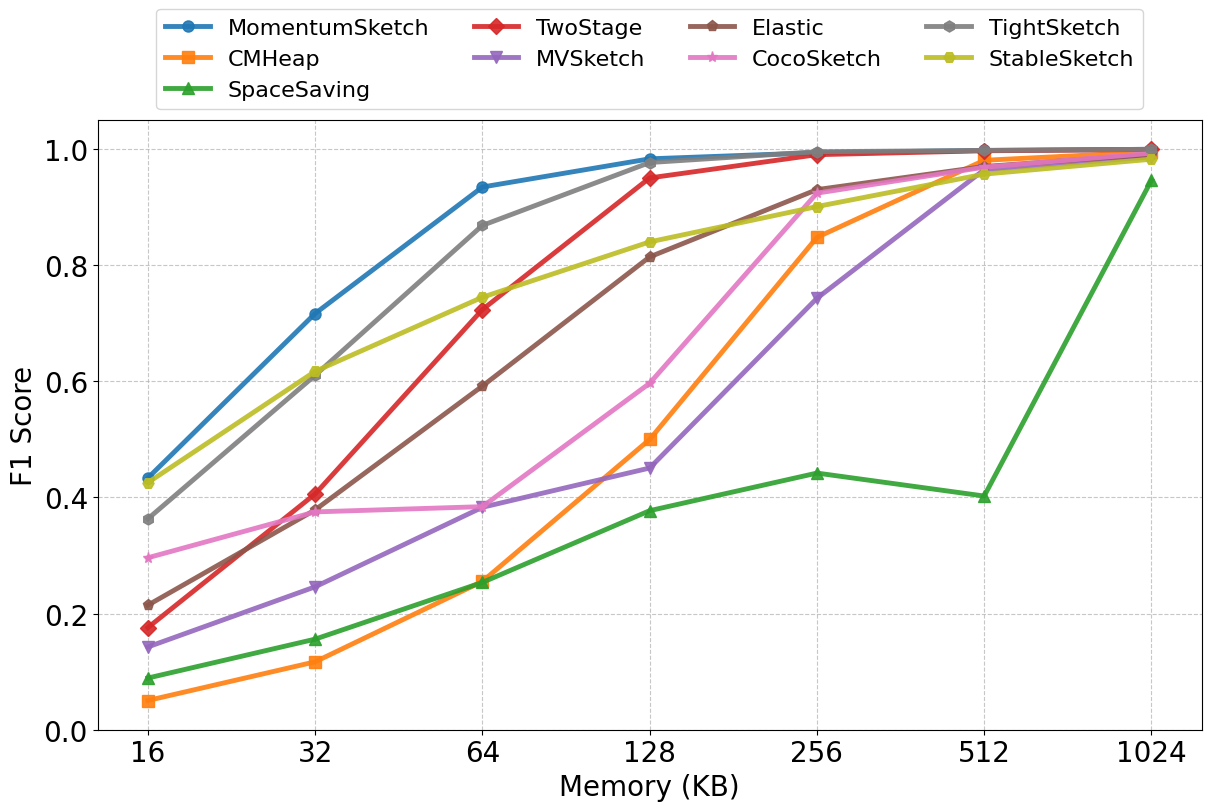 MomentumSketch TwoStage Elastic TightSketch
CMHeap MVSketch CocoSketch StableSketch
SpaceSaving
1.0
0.8
0.6
0.4
0.2
0.0
F1 Score
16 32 64 128 256 512 1024
Memory (KB)